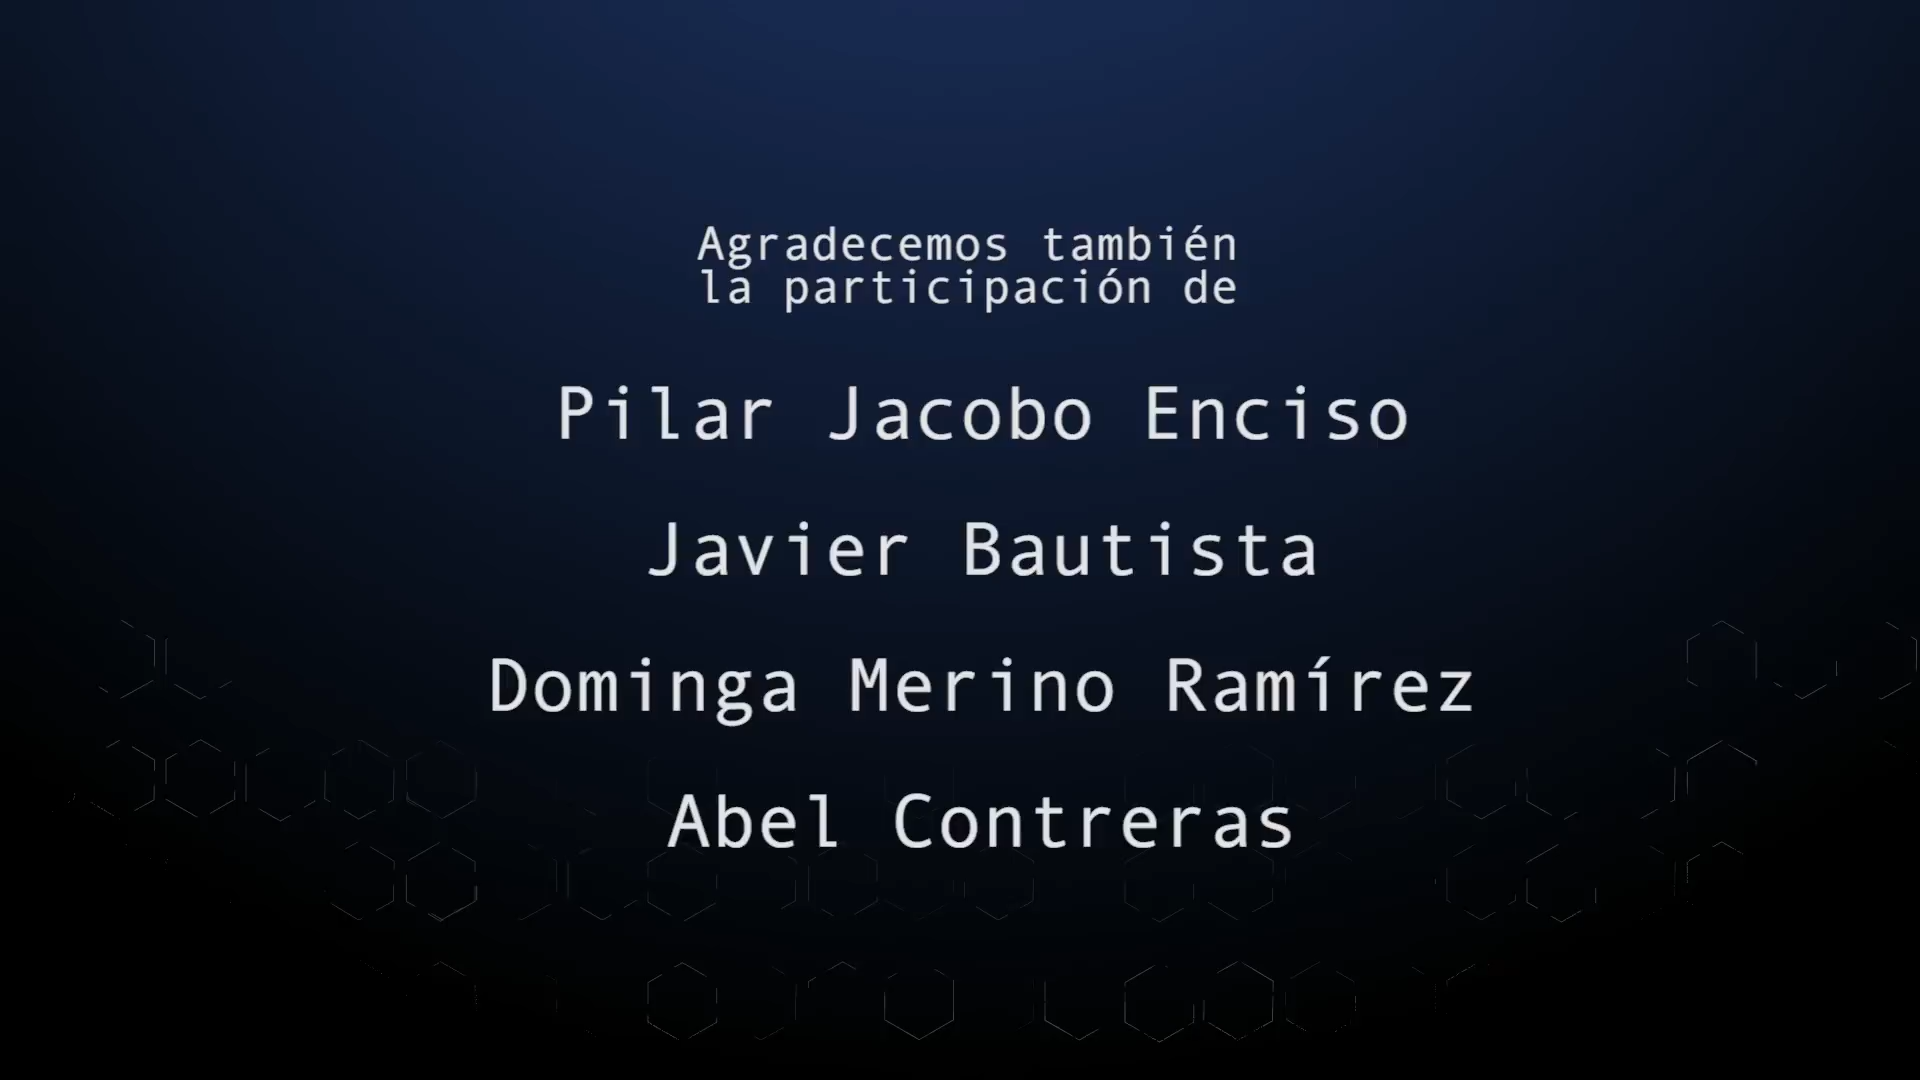 Agradecemos también
la participación de
Pilar Jacobo Enciso
Javier Bautista
Dominga Merino Ramírez
Abel Contreras